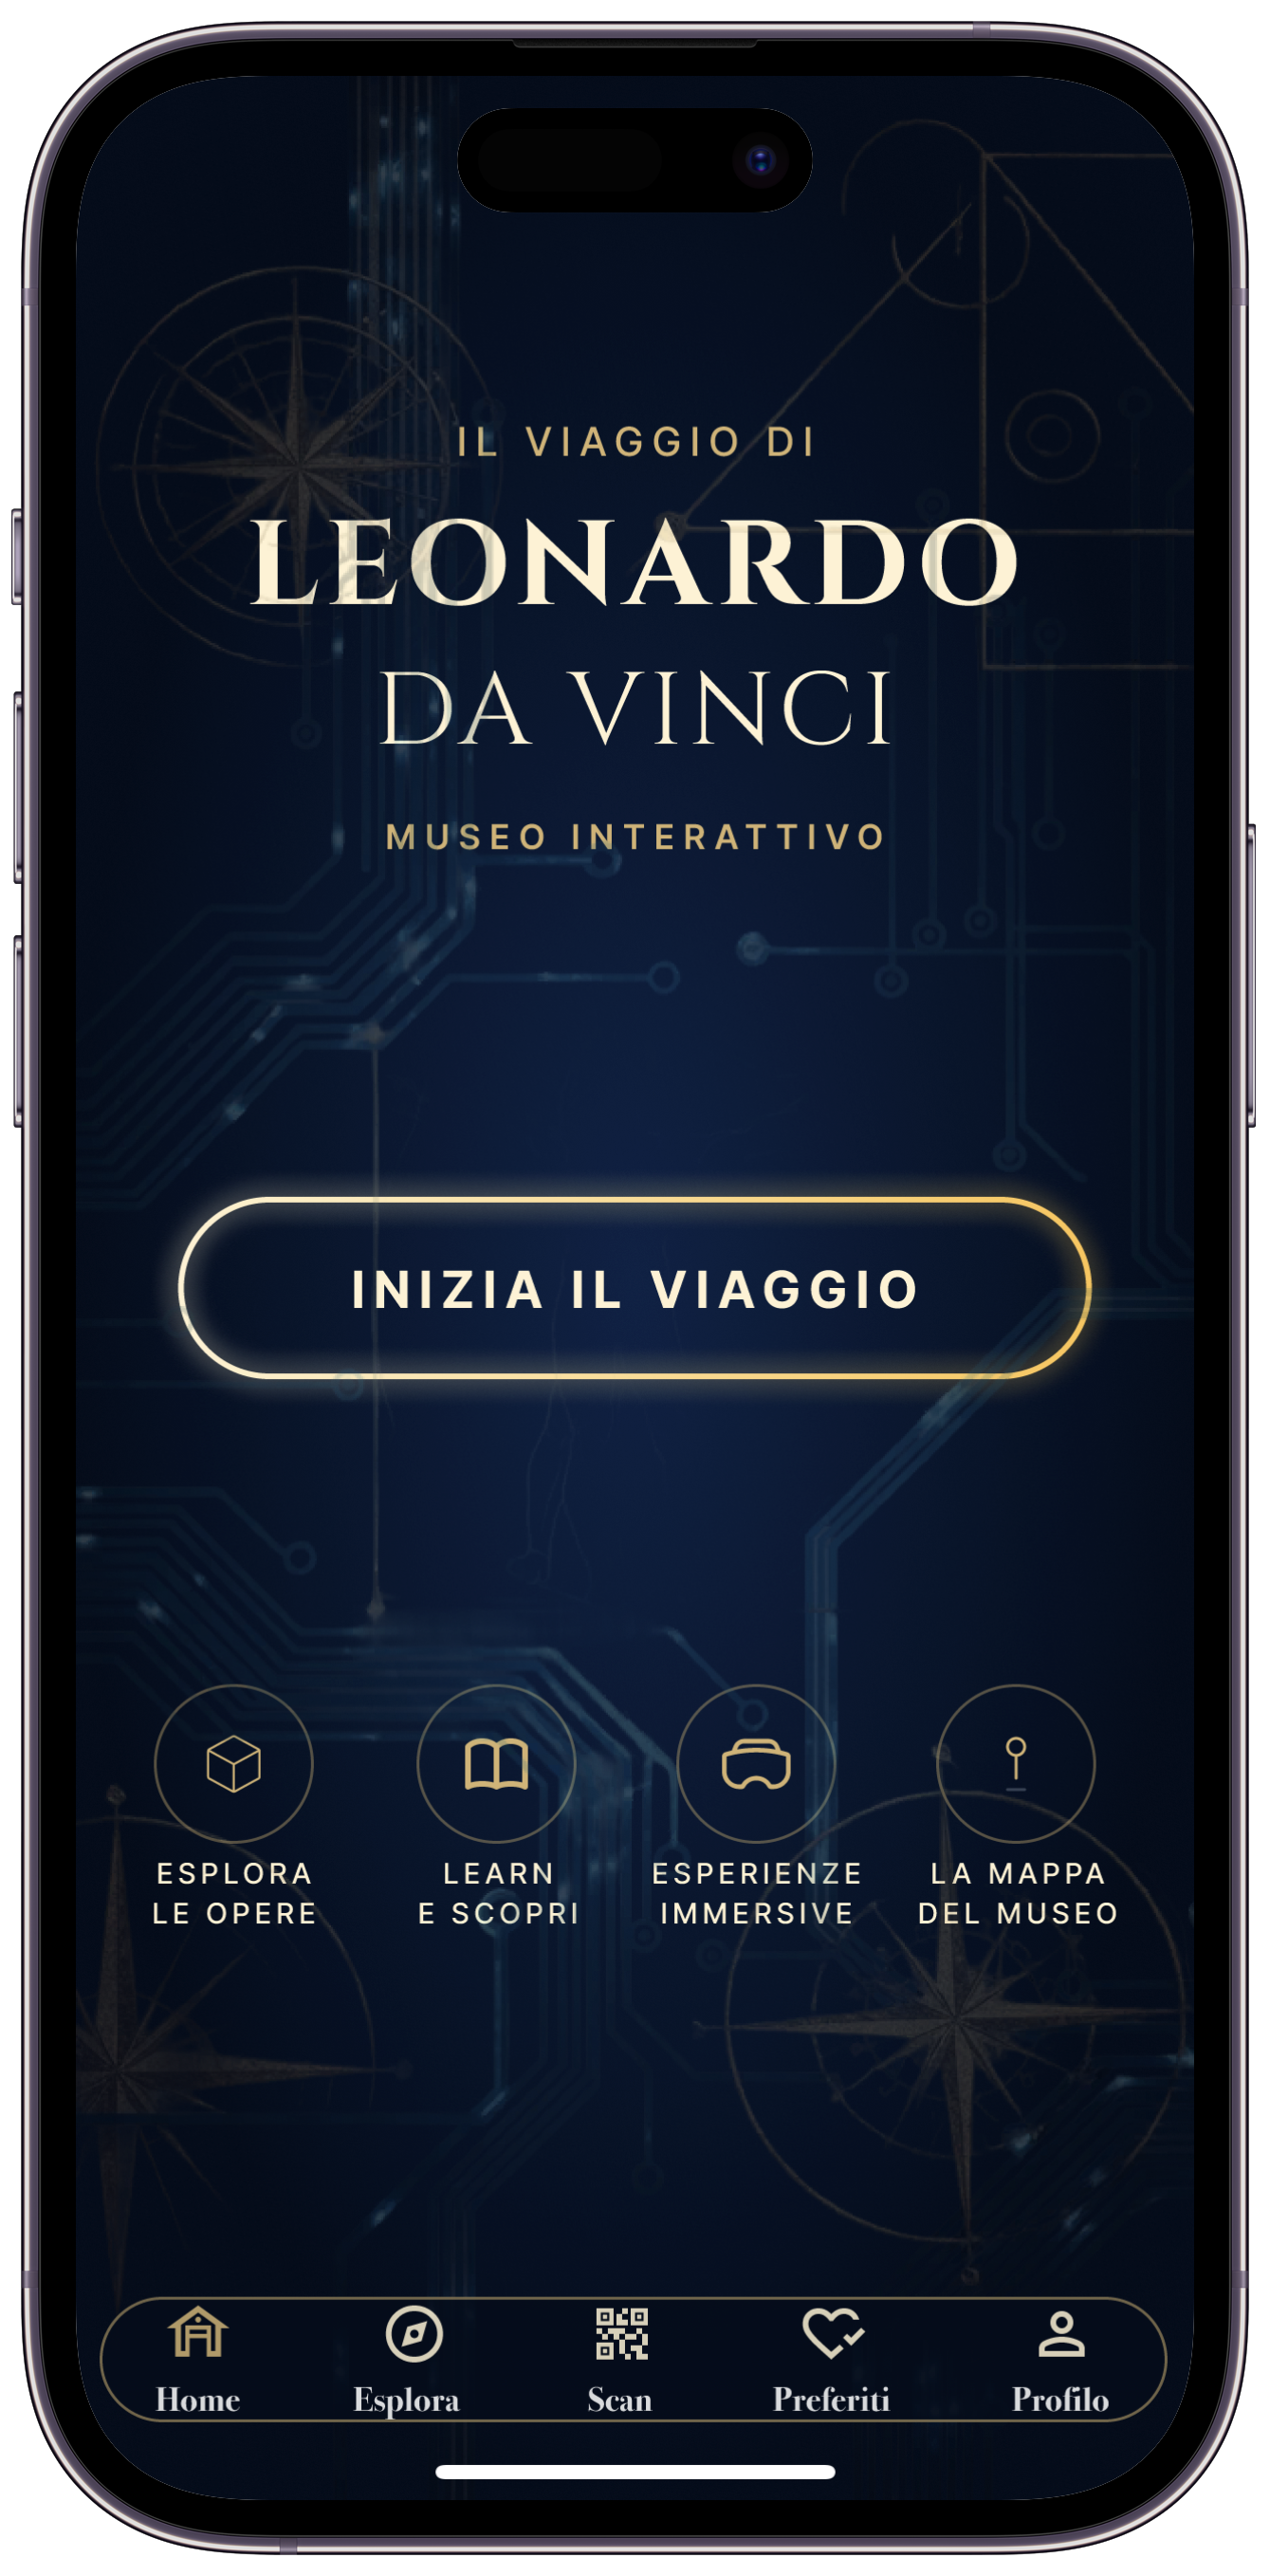 IL VIAGGIO DI
LEONARDO
DA VINCI
MUSEO INTERATTIVO
INIZIA IL VIAGGIO
ESPLORA
LE OPERE
LEARN
E SCOPRI
ESPERIENZE
IMMERSIVE
LA MAPPA
DEL MUSEO
Home
Esplora
Scan
Preferiti
Profilo